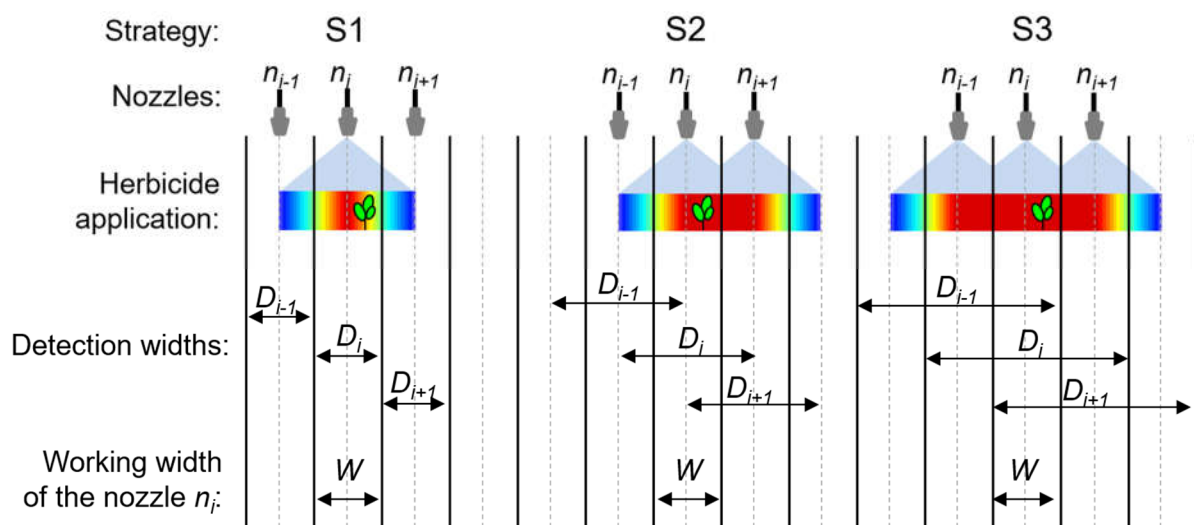 Strategy: S1 S2 S3
Nozzles: nᵢ₋₁ nᵢ nᵢ₊₁ nᵢ₋₁ nᵢ nᵢ₊₁ nᵢ₋₁ nᵢ nᵢ₊₁
Herbicide
application:
Dᵢ₋₁ Dᵢ₋₁ Dᵢ₋₁
Detection widths: Dᵢ Dᵢ Dᵢ
Dᵢ₊₁ Dᵢ₊₁ Dᵢ₊₁
Working width W W W
of the nozzle nᵢ: